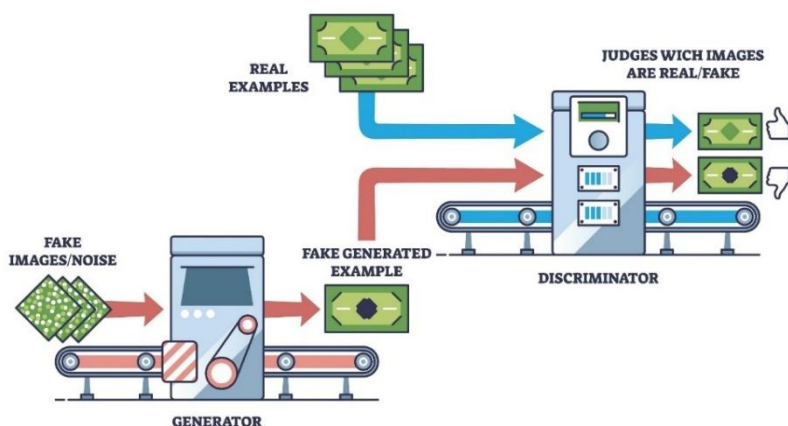 REAL
EXAMPLES
JUDGES WICH IMAGES
ARE REAL/FAKE
FAKE
IMAGES/NOISE
FAKE GENERATED
EXAMPLE
DISCRIMINATOR
GENERATOR